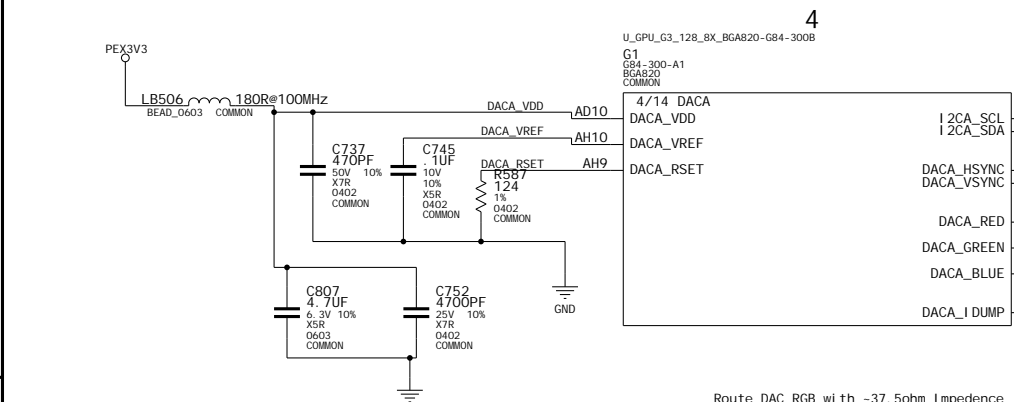 4
U_GPU_G3_128_8X_BGA820-G84-300B
G1
G84-300-A1
BGA820
COMMON
PEX3V3
LB506 180R@100MHz
BEAD_0603 COMMON
4/14 DACA
DACA_VDD AD10 DACA_VDD
I2CA_SCL
I2CA_SDA
DACA_VREF AH10 DACA_VREF
DACA_RSET AH9 DACA_RSET
DACA_HSYNC
DACA_VSYNC
DACA_RED
DACA_GREEN
DACA_BLUE
DACA_IDUMP
C737
470PF
50V 10%
X7R
0402
COMMON
C745
.1UF
10V
10%
X5R
0402
COMMON
R587
124
1%
0402
COMMON
GND
C807
4.7UF
6.3V 10%
X5R
0603
COMMON
C752
4700PF
25V 10%
X7R
0402
COMMON
Route DAC RGB with ~37.5ohm Impedence